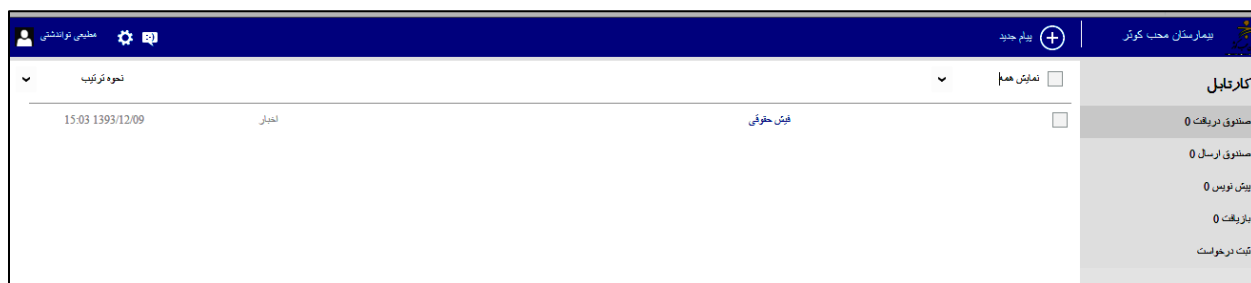 بیمارستان محب کوثر
پیام جدید
مطیعی تواندشتی
کارتابل
صندوق دریافت 0
صندوق ارسال 0
پیش نویس 0
بازیافت 0
ثبت درخواست
نمایش همه
نحوه ترتیب
فیش حقوقی
اخبار
15:03 1393/12/09